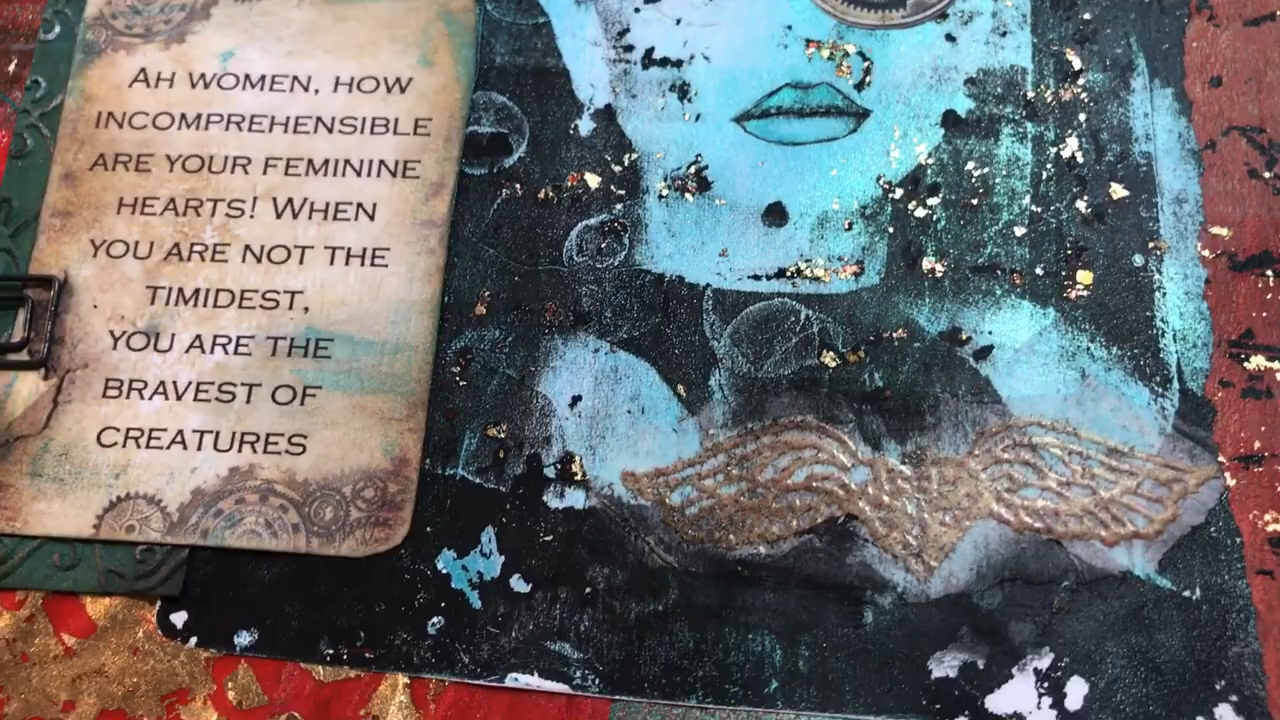 AH WOMEN, HOW
INCOMPREHENSIBLE
ARE YOUR FEMININE
HEARTS! WHEN
YOU ARE NOT THE
TIMIDEST,
YOU ARE THE
BRAVEST OF
CREATURES